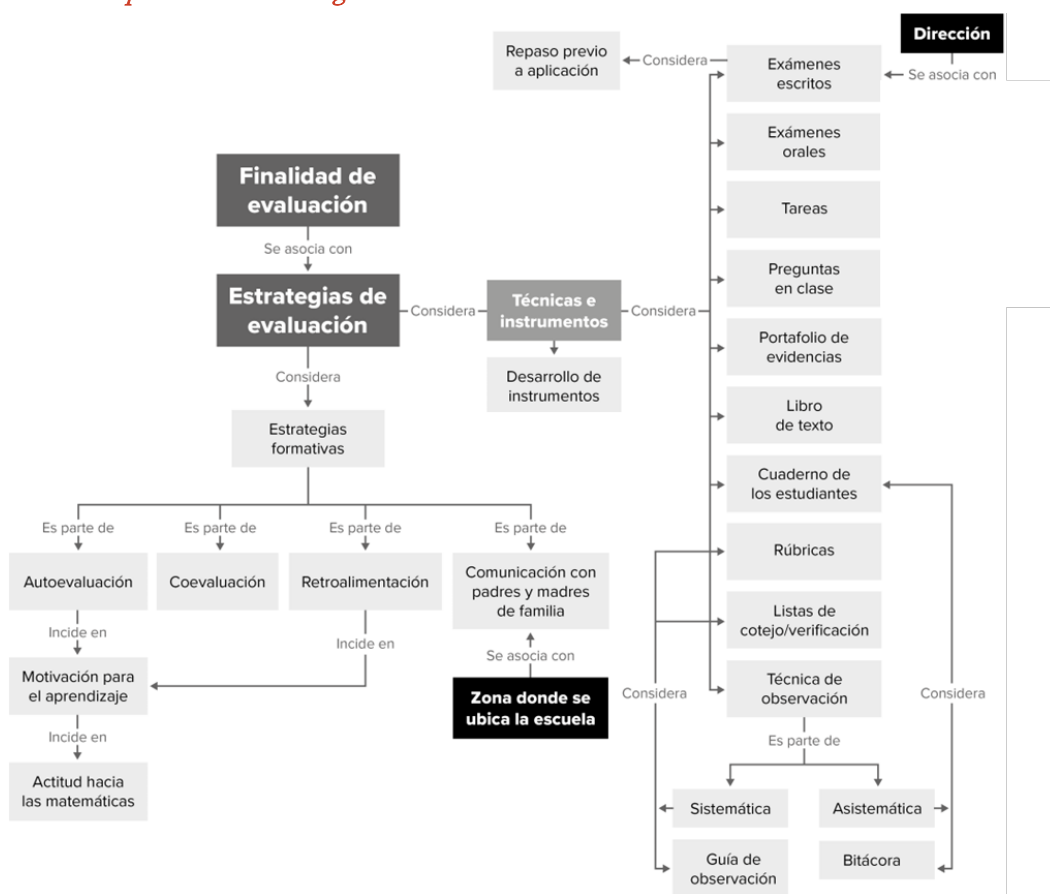 Dirección
Repaso previo
a aplicación
Considera
Exámenes
escritos
Se asocia con
Exámenes
orales
Finalidad de
evaluación
Tareas
Se asocia con
Preguntas
en clase
Estrategias de
evaluación
Considera
Técnicas e
instrumentos
Considera
Portafolio de
evidencias
Considera
Desarrollo de
instrumentos
Libro
de texto
Estrategias
formativas
Cuaderno de
los estudiantes
Es parte de
Es parte de
Es parte de
Es parte de
Rúbricas
Autoevaluación
Coevaluación
Retroalimentación
Comunicación con
padres y madres
de familia
Listas de
cotejo/verificación
Incide en
Incide en
Se asocia con
Motivación para
el aprendizaje
Zona donde se
ubica la escuela
Considera
Técnica de
observación
Considera
Incide en
Es parte de
Actitud hacia
las matemáticas
Sistemática
Asistemática
Guía de
observación
Bitácora